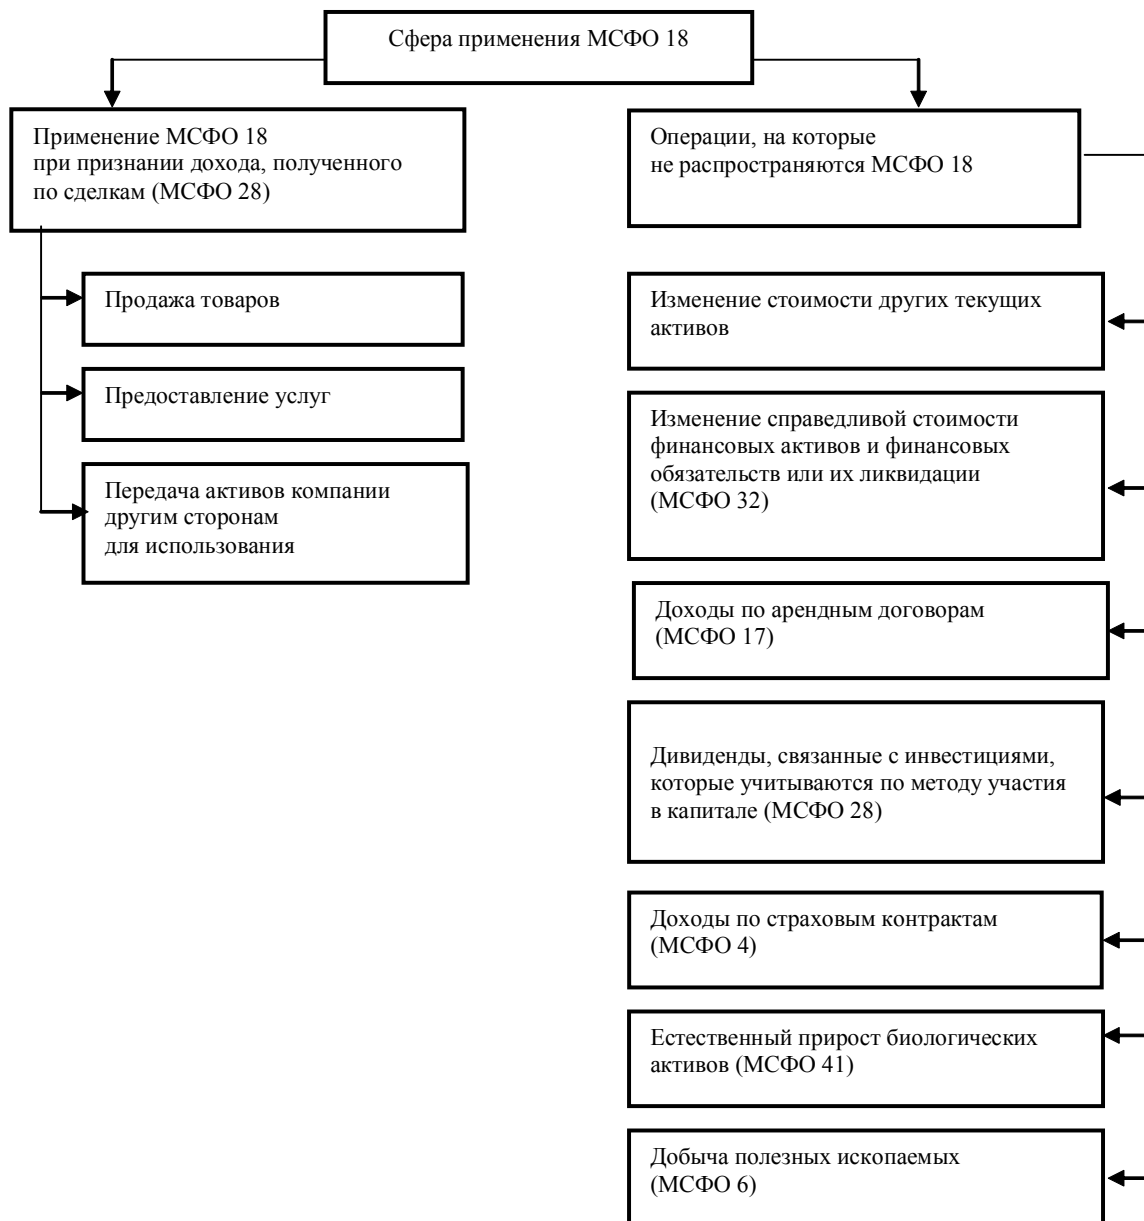 Сфера применения МСФО 18
Применение МСФО 18
при признании дохода, полученного
по сделкам (МСФО 28)
Продажа товаров
Предоставление услуг
Передача активов компании
другим сторонам
для использования
Операции, на которые
не распространяются МСФО 18
Изменение стоимости других текущих
активов
Изменение справедливой стоимости
финансовых активов и финансовых
обязательств или их ликвидации
(МСФО 32)
Доходы по арендным договорам
(МСФО 17)
Дивиденды, связанные с инвестициями,
которые учитываются по методу участия
в капитале (МСФО 28)
Доходы по страховым контрактам
(МСФО 4)
Естественный прирост биологических
активов (МСФО 41)
Добыча полезных ископаемых
(МСФО 6)